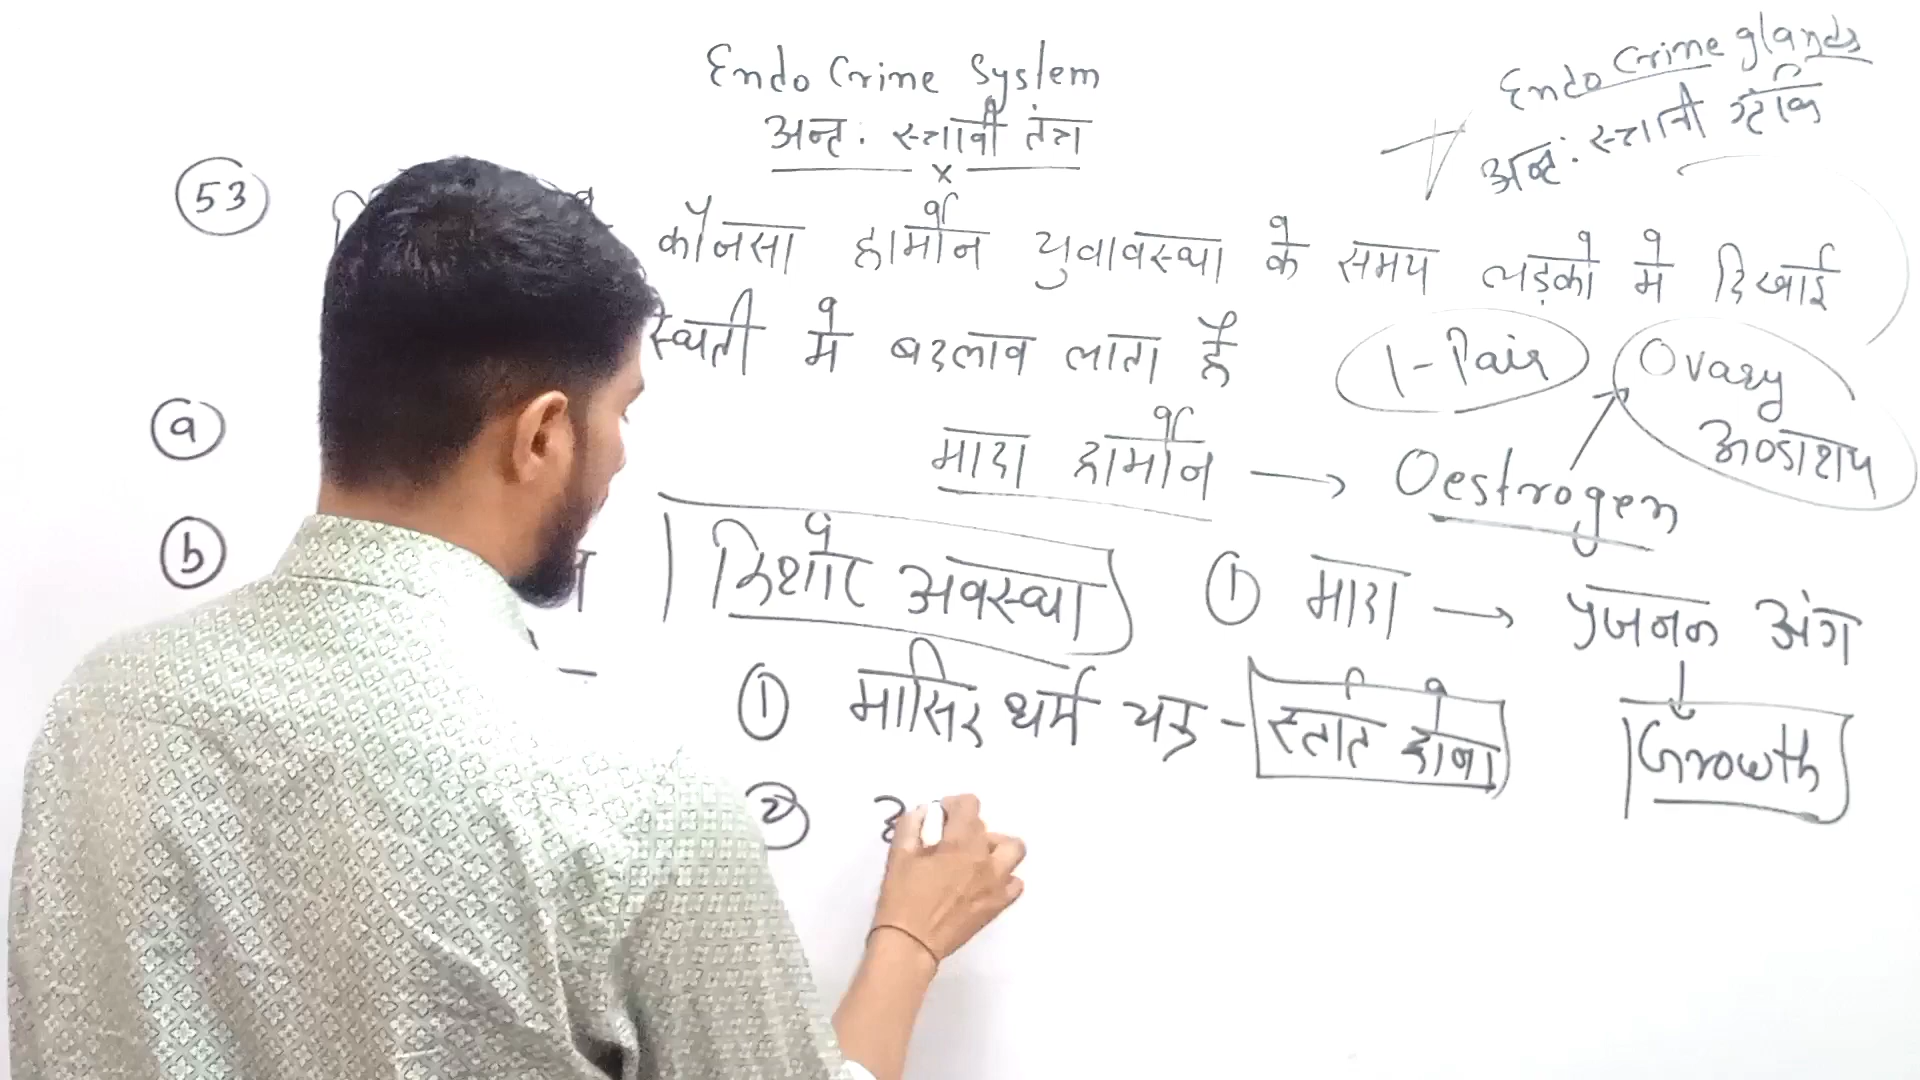 Endo Crime System
अन्त: स्त्रावी तंत्र
x
Endo Crime glands
अन्त: स्त्रावी
53
कौनसा हार्मोन युवावस्था के समय लड़को मे दिखाई
स्थिती मे बदलाव लाता है
1-Pair
Ovary
अण्डाशय
a
मादा हार्मोन → Oestrogen
b
किशोर अवस्था
① मादा → प्रजनन अंग
Growth
① मासिक धर्म चक्र -
②